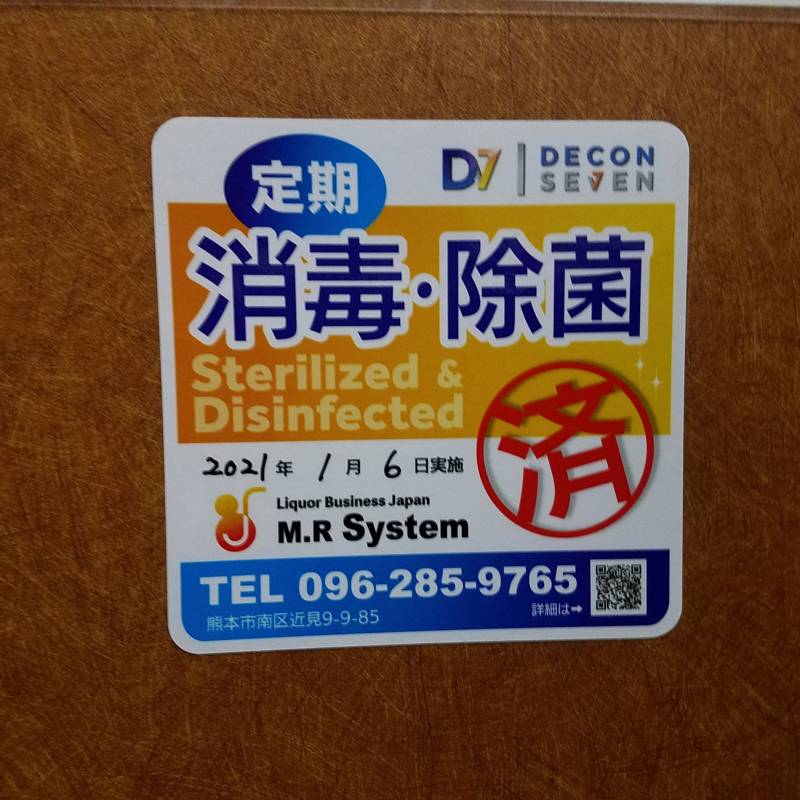 定期
D7 | DECON SEVEN
消毒・除菌
Sterilized &
Disinfected
済
2021年 1月 6日実施
Liquor Business Japan
M.R System
TEL 096-285-9765
熊本市南区近見9-9-85
詳細は➡